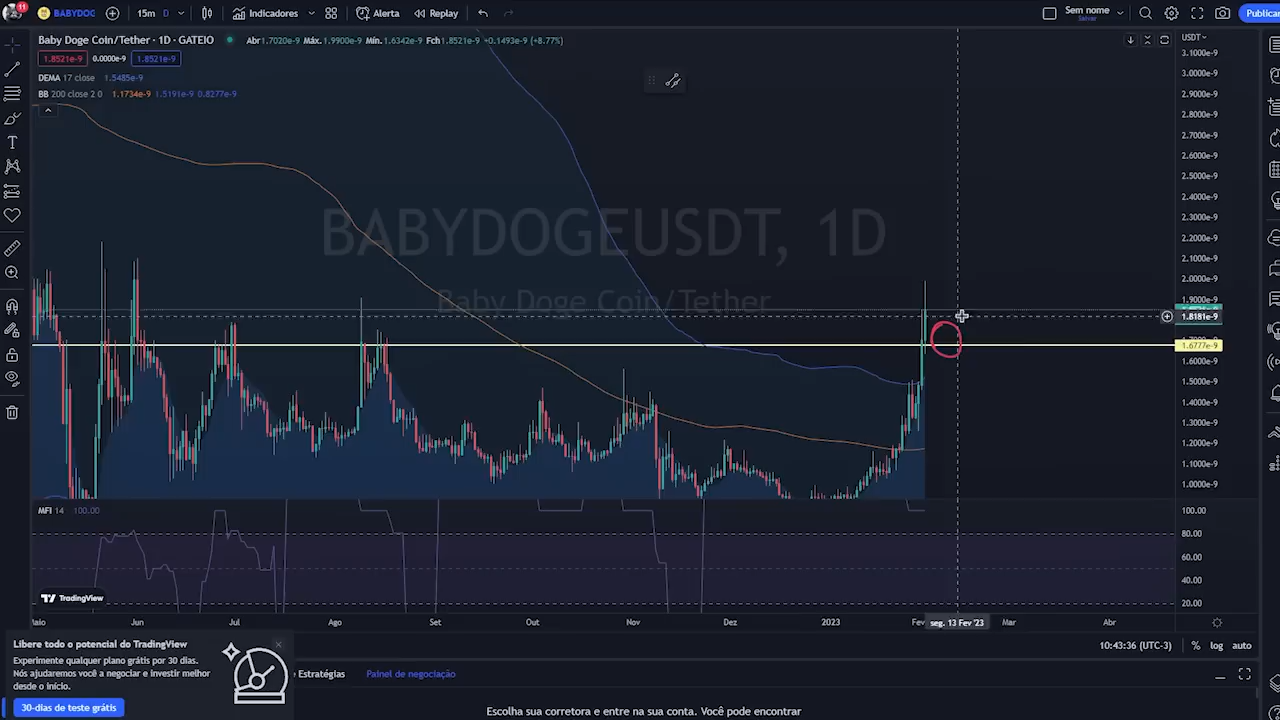 11
BABYDOG
15m
D
Indicadores
Alerta
Replay
Sem nome
Salvar
Publicar
Baby Doge Coin/Tether · 1D · GATEIO
Abr1.7020e-9 Máx.1.9900e-9 Mín.1.6342e-9 Fch1.8521e-9 +0.1493e-9 (+8.77%)
1.8521e-9 0.0000e-9 1.8521e-9
DEMA 17 close 1.5485e-9
BB 200 close 2 0 1.1734e-9 1.5191e-9 0.8277e-9
BABYDOGEUSDT, 1D
Baby Doge Coin/Tether
USDT
3.1000e-9
3.0000e-9
2.9000e-9
2.8000e-9
2.7000e-9
2.6000e-9
2.5000e-9
2.4000e-9
2.3000e-9
2.2000e-9
2.1000e-9
2.0000e-9
1.9000e-9
1.8181e-9
1.6777e-9
1.6000e-9
1.5000e-9
1.4000e-9
1.3000e-9
1.2000e-9
1.1000e-9
1.0000e-9
MFI 14 100.00
100.00
80.00
60.00
40.00
20.00
TradingView
Maio Jun Jul Ago Set Out Nov Dez 2023 Fev seg. 13 Fev '23 Mar Abr
10:43:36 (UTC-3) % log auto
Libere todo o potencial do TradingView
Experimente qualquer plano grátis por 30 dias.
Nós ajudaremos você a negociar e investir melhor
desde o início.
30-dias de teste grátis
Estratégias
Painel de negociação
Escolha sua corretora e entre na sua conta. Você pode encontrar